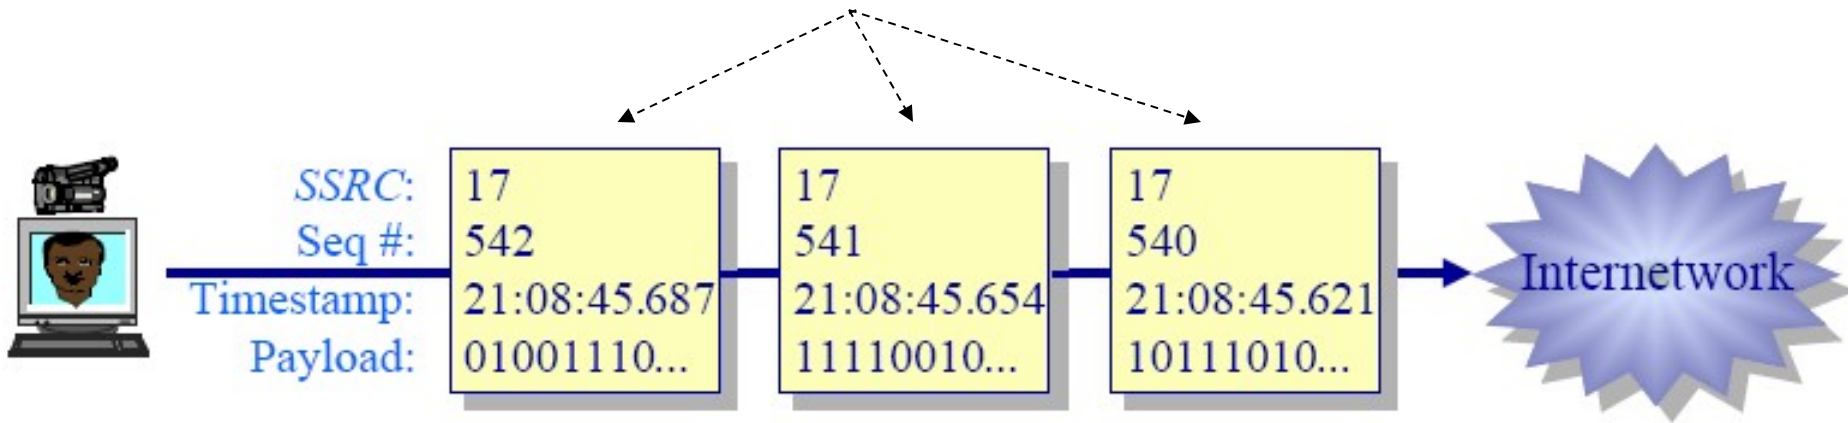 SSRC: 17 17 17
Seq #: 542 541 540
Internetwork
Timestamp: 21:08:45.687 21:08:45.654 21:08:45.621
Payload: 01001110... 11110010... 10111010...